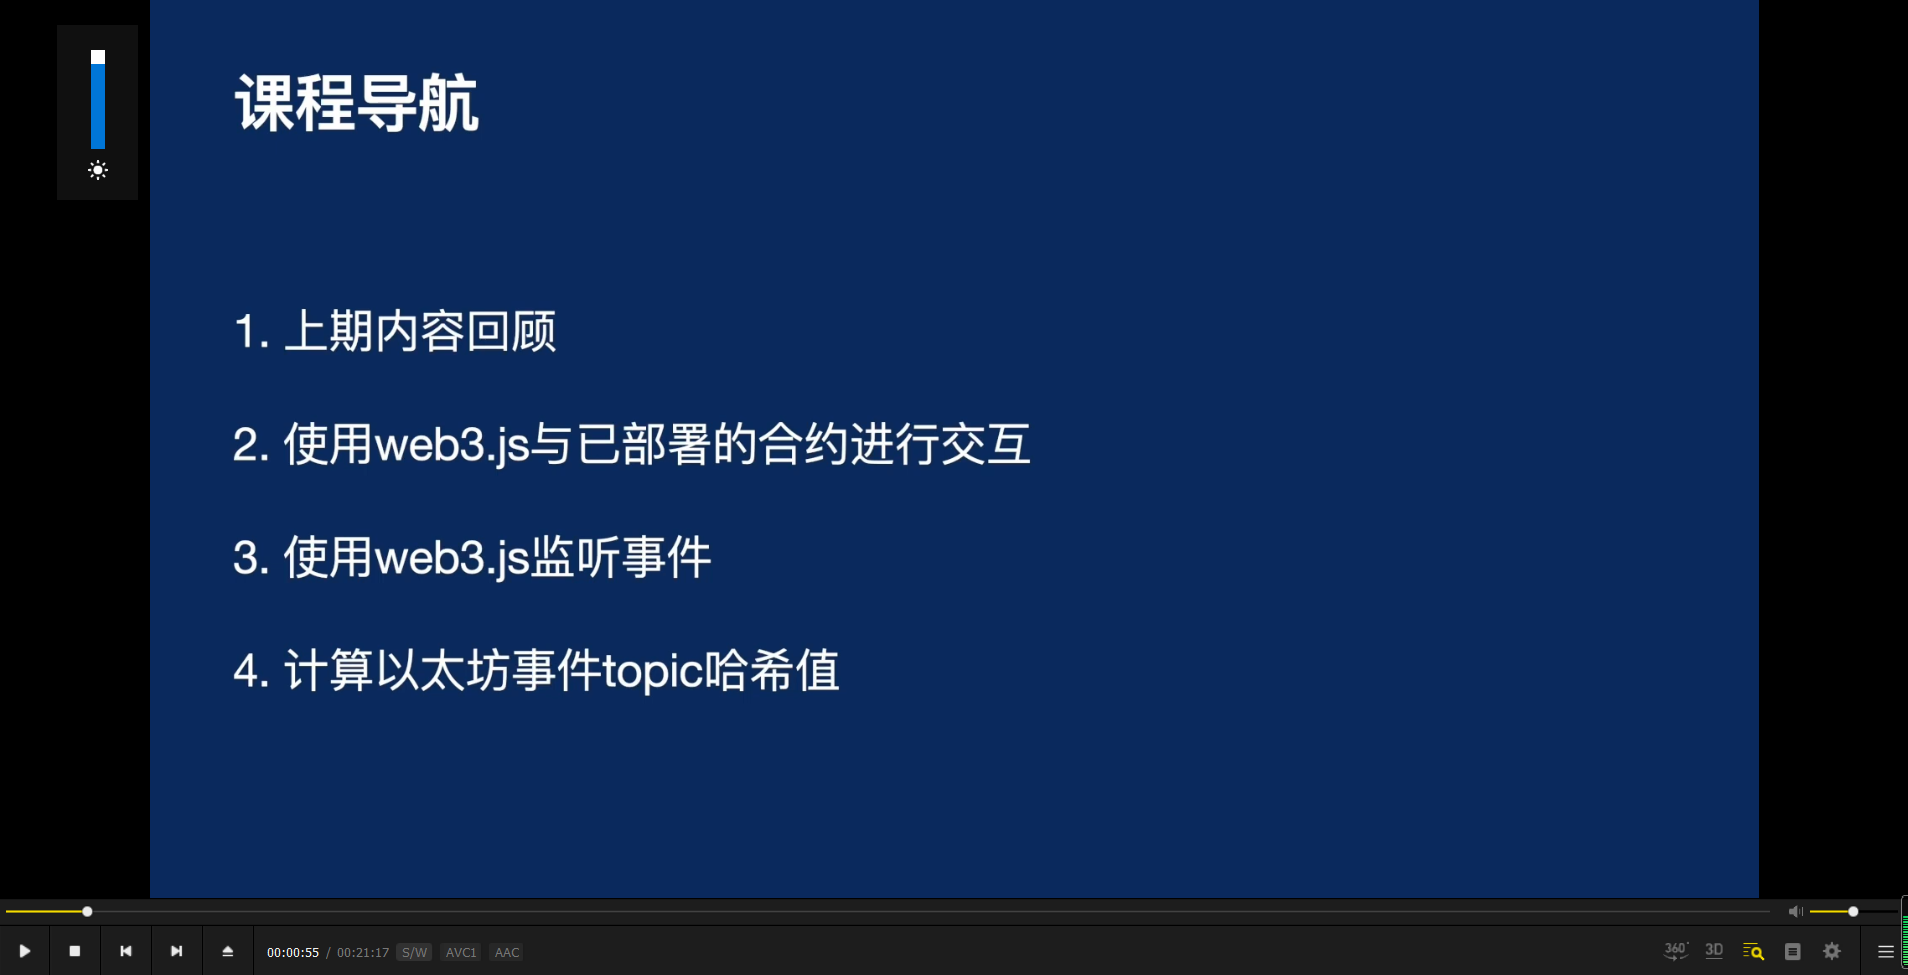 课程导航
1. 上期内容回顾
2. 使用web3.js与已部署的合约进行交互
3. 使用web3.js监听事件
4. 计算以太坊事件topic哈希值
00:00:55 / 00:21:17 S/W AVC1 AAC
360° 3D